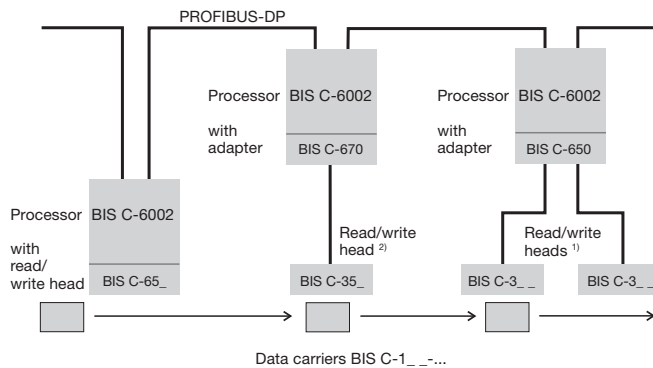 PROFIBUS-DP
Processor
BIS C-6002
with
adapter
BIS C-670
Processor
BIS C-6002
with
adapter
BIS C-650
Processor
BIS C-6002
with
read/
write head
BIS C-65_
Read/write
head 2)
BIS C-35_
Read/write
heads 1)
BIS C-3_ _
BIS C-3_ _
Data carriers BIS C-1_ _-...